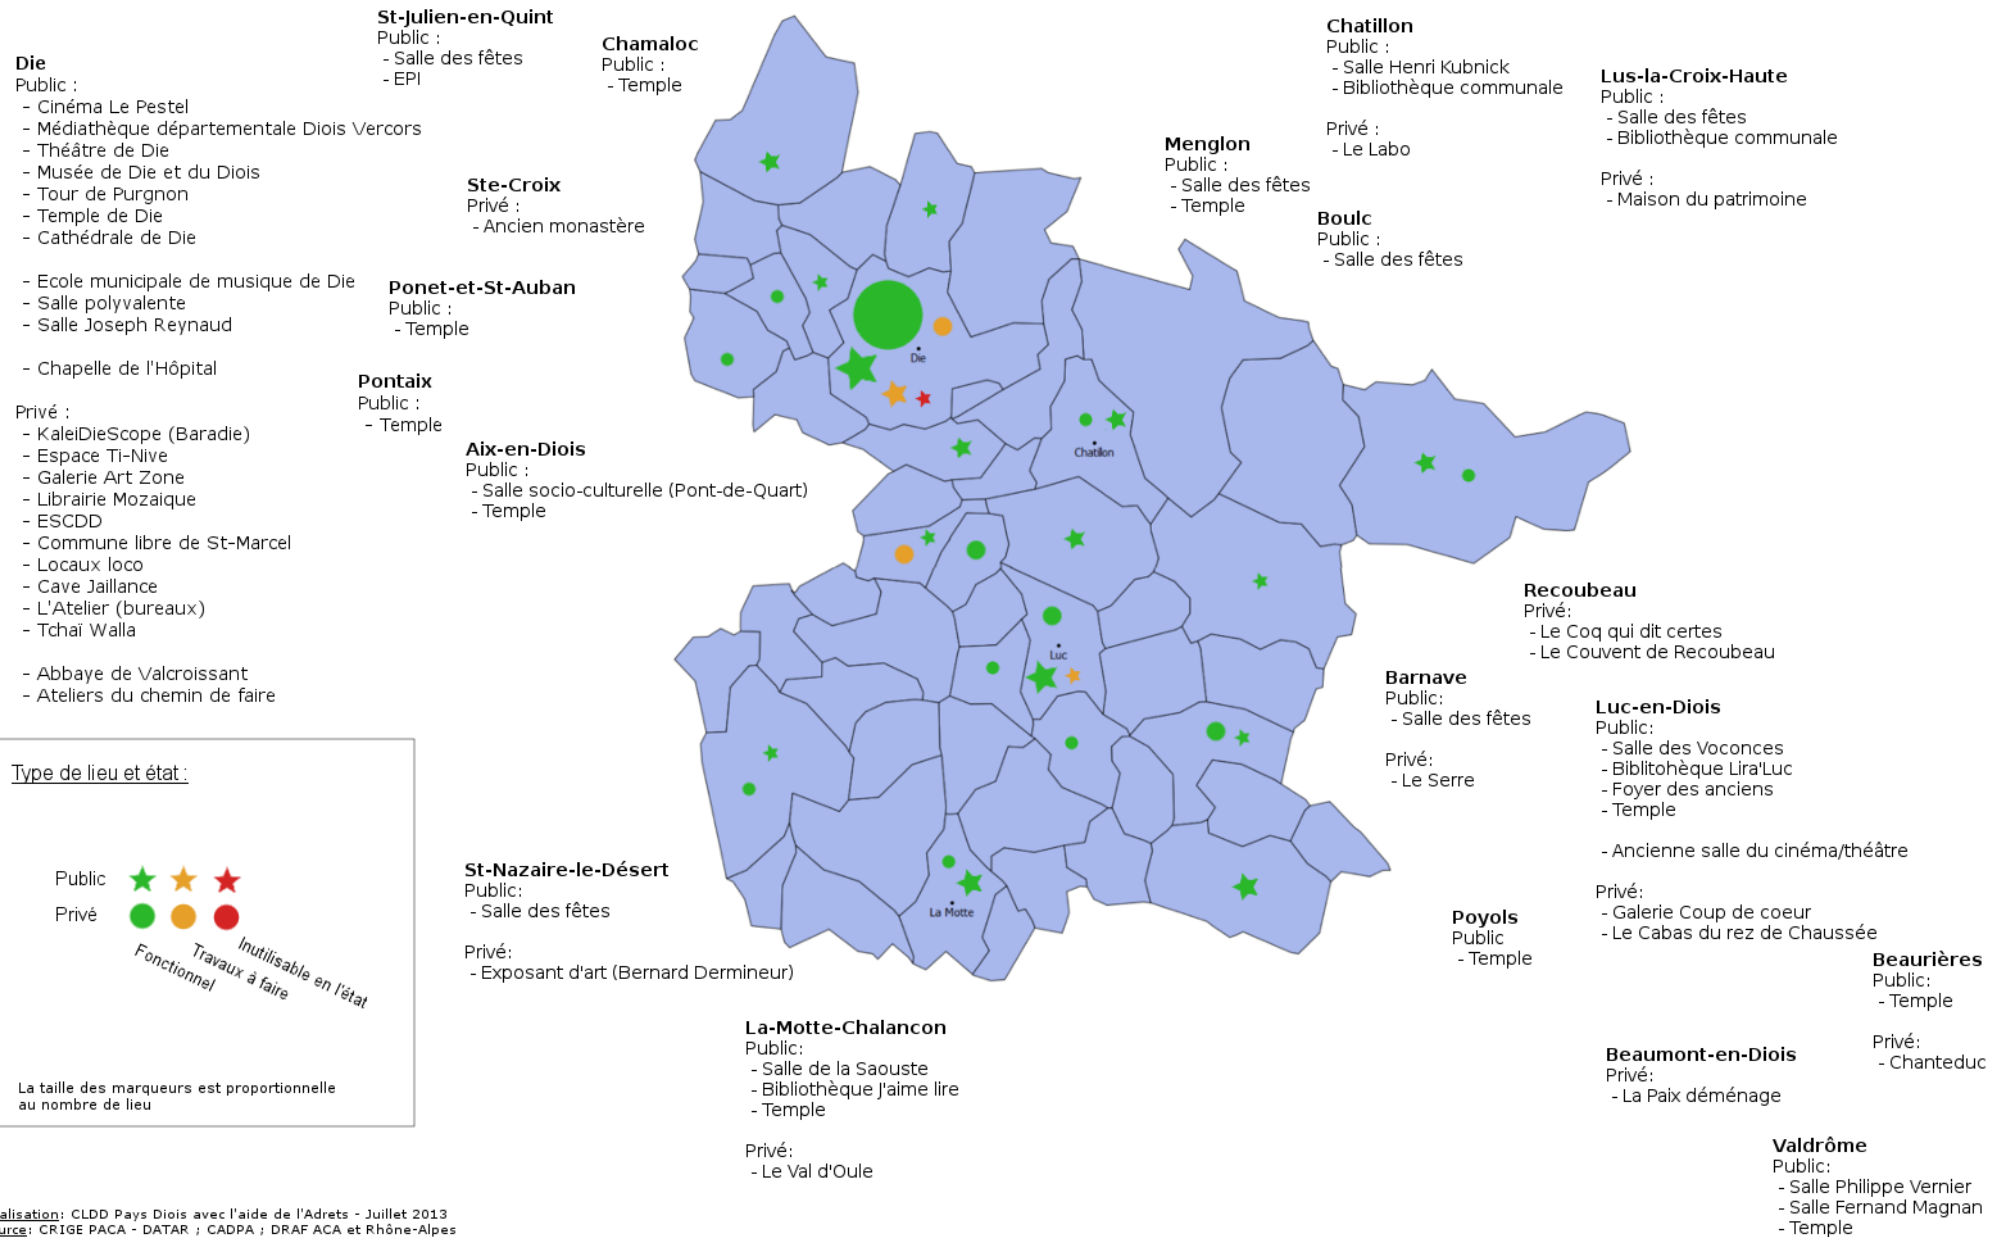 Die
Public :
- Cinéma Le Pestel
- Médiathèque départementale Diois Vercors
- Théâtre de Die
- Musée de Die et du Diois
- Tour de Purgnon
- Temple de Die
- Cathédrale de Die
- Ecole municipale de musique de Die
- Salle polyvalente
- Salle Joseph Reynaud
- Chapelle de l'Hôpital
Privé :
- KaleiDieScope (Baradie)
- Espace Ti-Nive
- Galerie Art Zone
- Librairie Mozaique
- ESCDD
- Commune libre de St-Marcel
- Locaux loco
- Cave Jaillance
- L'Atelier (bureaux)
- Tchaï Walla
- Abbaye de Valcroissant
- Ateliers du chemin de faire
St-Julien-en-Quint
Public :
- Salle des fêtes
- EPI
Chamaloc
Public :
- Temple
Ste-Croix
Privé :
- Ancien monastère
Ponet-et-St-Auban
Public :
- Temple
Pontaix
Public :
- Temple
Aix-en-Diois
Public :
- Salle socio-culturelle (Pont-de-Quart)
- Temple
Chatillon
Public :
- Salle Henri Kubnick
- Bibliothèque communale
Privé :
- Le Labo
Lus-la-Croix-Haute
Public :
- Salle des fêtes
- Bibliothèque communale
Privé :
- Maison du patrimoine
Menglon
Public :
- Salle des fêtes
- Temple
Boulc
Public :
- Salle des fêtes
Die
Chatillon
Luc
La Motte
Recoubeau
Privé:
- Le Coq qui dit certes
- Le Couvent de Recoubeau
Barnave
Public:
- Salle des fêtes
Privé:
- Le Serre
Luc-en-Diois
Public:
- Salle des Voconces
- Biblitohèque Lira'Luc
- Foyer des anciens
- Temple
- Ancienne salle du cinéma/théâtre
Privé:
- Galerie Coup de coeur
- Le Cabas du rez de Chaussée
Poyols
Public
- Temple
Beaurières
Public:
- Temple
Privé:
- Chanteduc
Beaumont-en-Diois
Privé:
- La Paix déménage
Valdrôme
Public:
- Salle Philippe Vernier
- Salle Fernand Magnan
- Temple
St-Nazaire-le-Désert
Public:
- Salle des fêtes
Privé:
- Exposant d'art (Bernard Dermineur)
La-Motte-Chalancon
Public:
- Salle de la Saouste
- Bibliothèque J'aime lire
- Temple
Privé:
- Le Val d'Oule
Type de lieu et état :
Public
Privé
Fonctionnel
Travaux à faire
Inutilisable en l'état
La taille des marqueurs est proportionnelle
au nombre de lieu
alisation: CLDD Pays Diois avec l'aide de l'Adrets - Juillet 2013
urce: CRIGE PACA - DATAR ; CADPA ; DRAF ACA et Rhône-Alpes